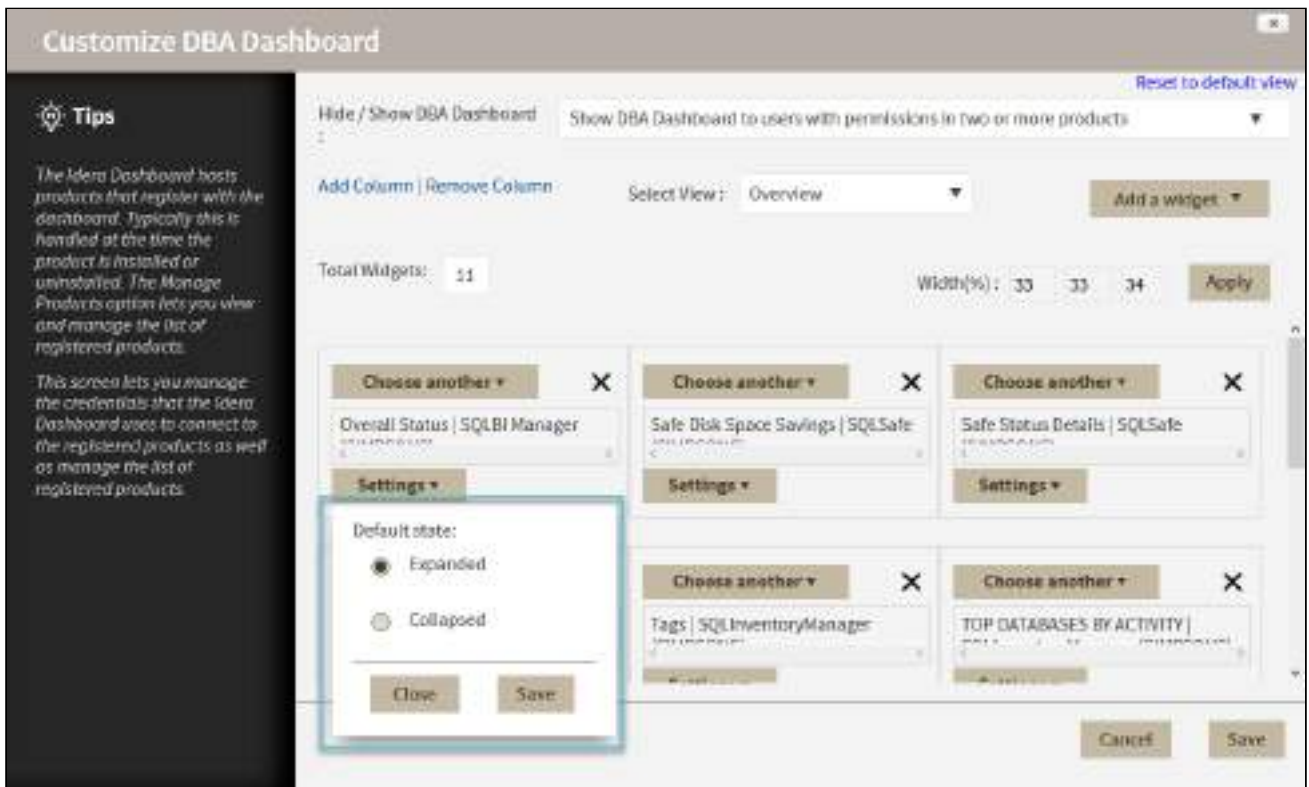 Customize DBA Dashboard
Reset to default view
Tips
The Idera Dashboard hosts
products that register with the
dashboard. Typically this is
handled at the time the
product is installed or
uninstalled. The Manage
Products option lets you view
and manage the list of
registered products.
This screen lets you manage
the credentials that the Idera
Dashboard uses to connect to
the registered products as well
as manage the list of
registered products.
Hide / Show DBA Dashboard
:
Show DBA Dashboard to users with permissions in two or more products
Add Column | Remove Column
Select View :
Overview
Add a widget
Total Widgets:
11
Width(%) :
33
33
34
Apply
Choose another
Overall Status | SQLBI Manager
Settings
Choose another
Safe Disk Space Savings | SQLSafe
Settings
Choose another
Safe Status Details | SQLSafe
Settings
Default state:
Expanded
Collapsed
Close
Save
Choose another
Tags | SQLInventoryManager
Choose another
TOP DATABASES BY ACTIVITY |
Cancel
Save